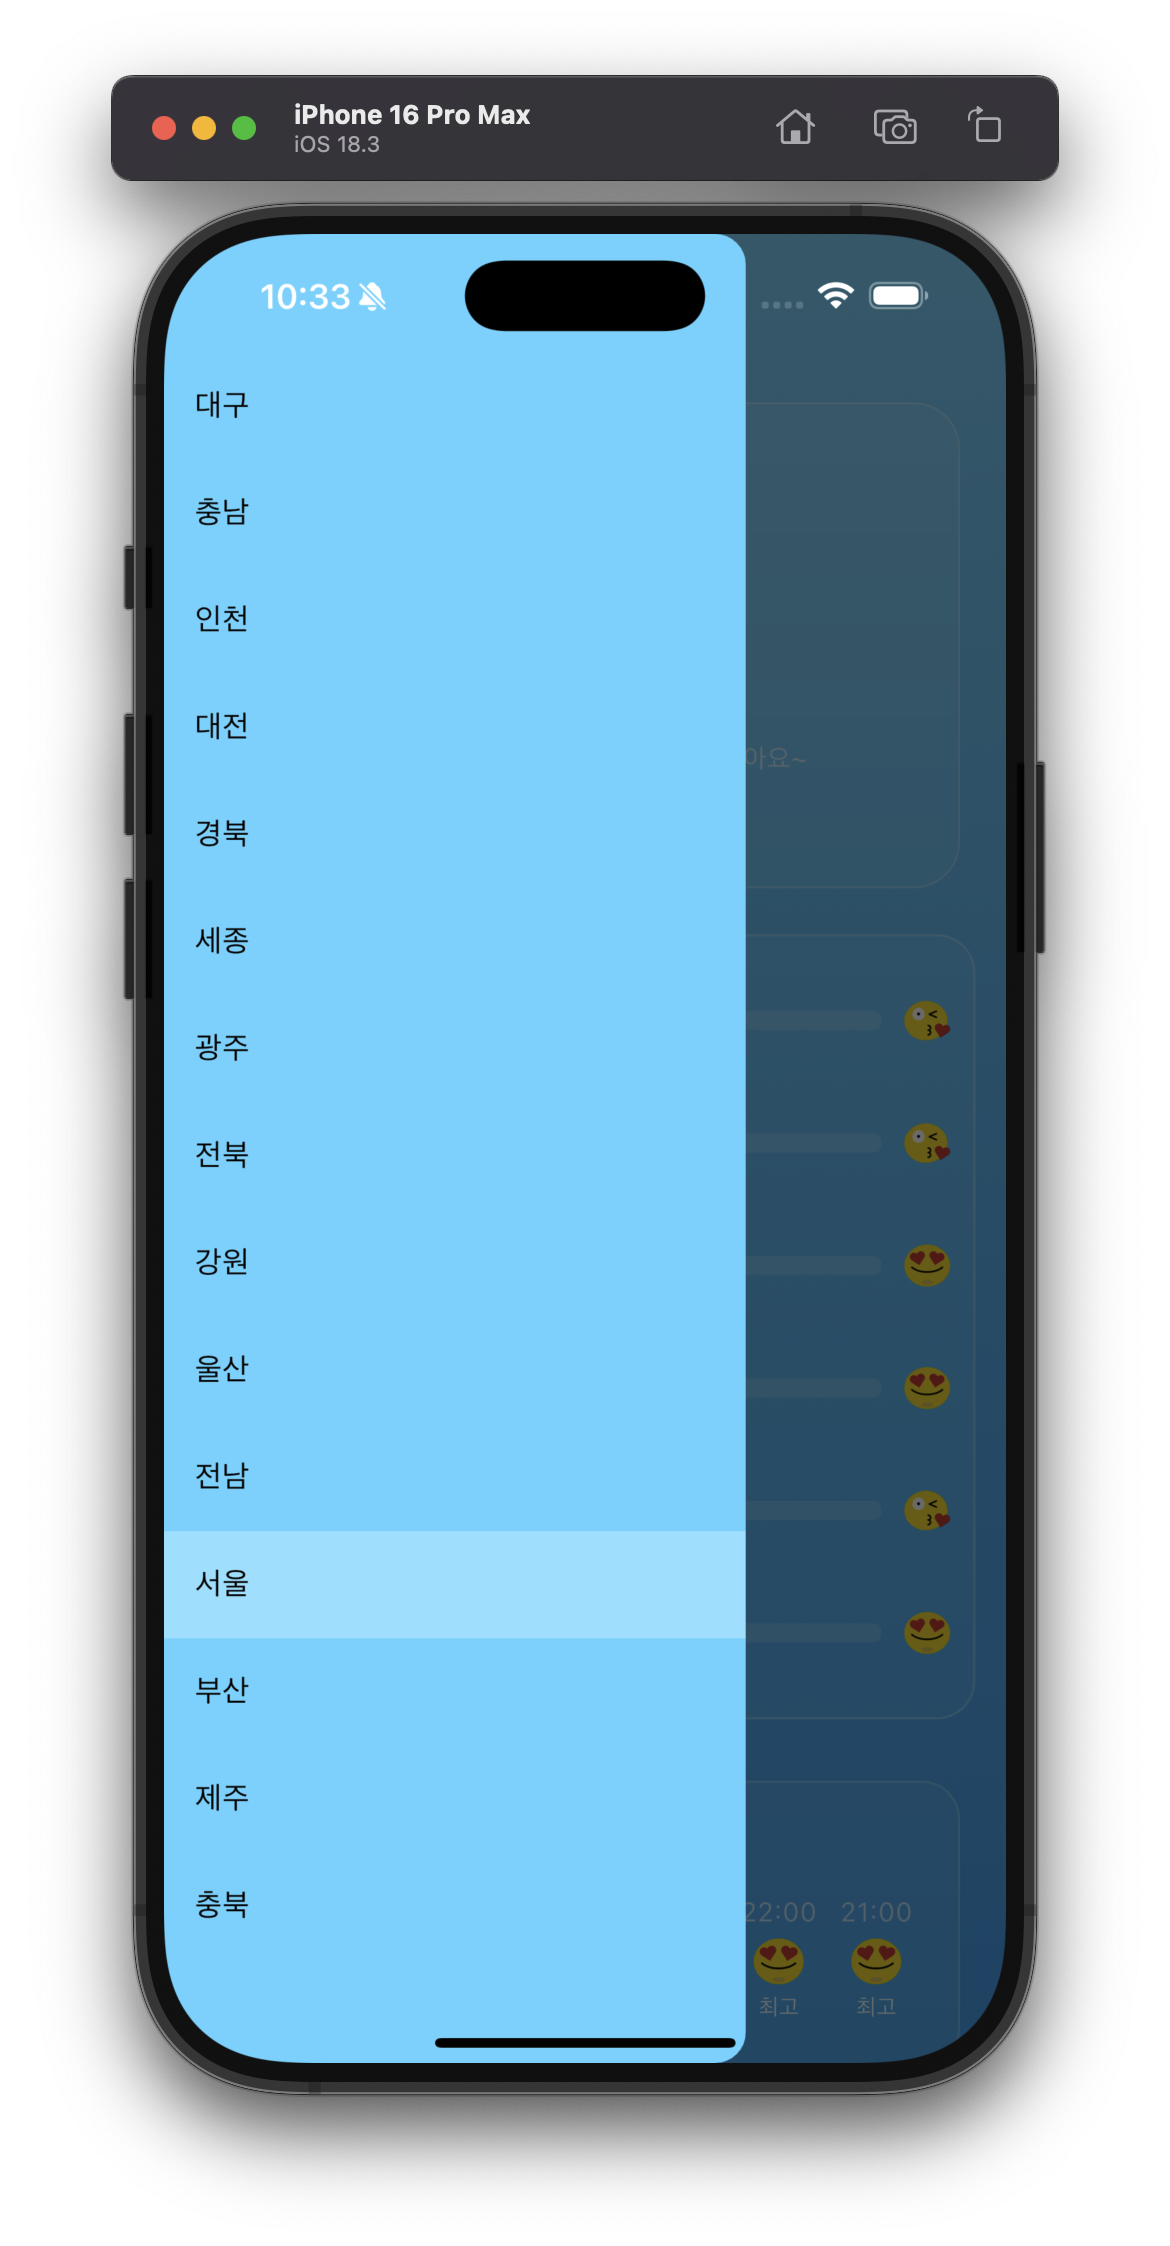 iPhone 16 Pro Max
iOS 18.3
10:33
대구
충남
인천
대전
아요~
경북
세종
광주
전북
강원
울산
전남
서울
부산
제주
충북
22:00 21:00
최고 최고